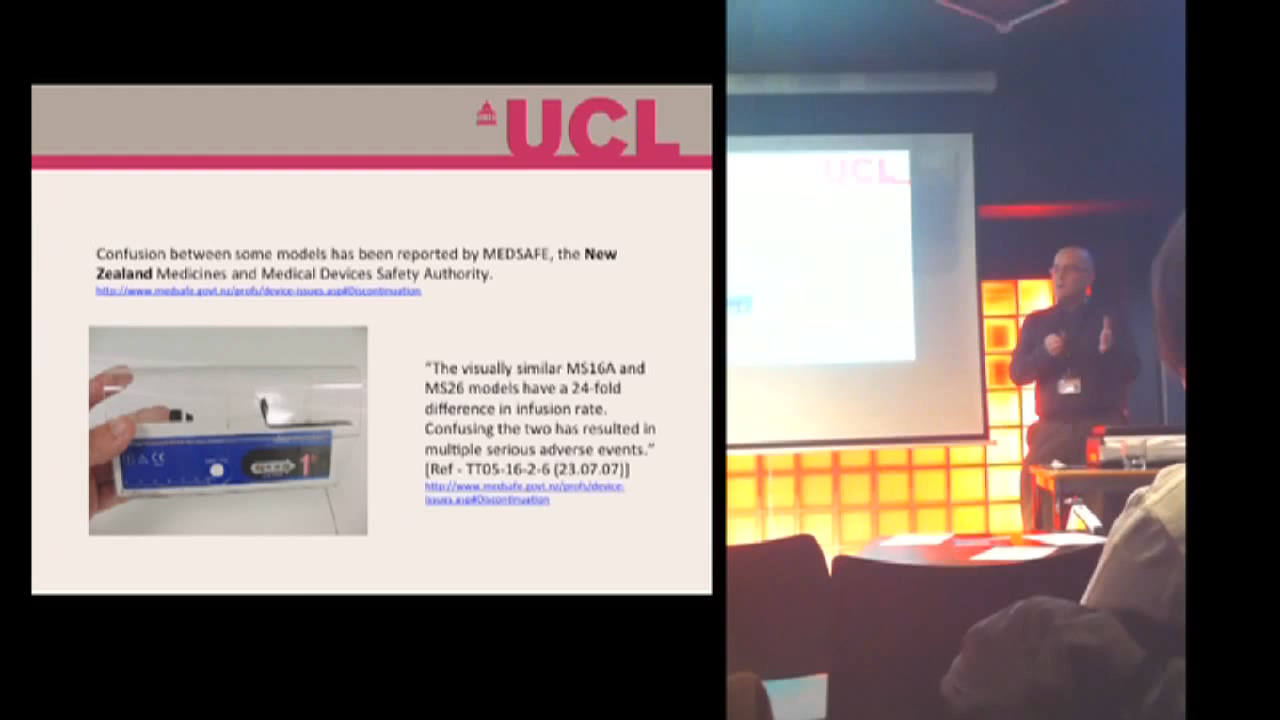 UCL
Confusion between some models has been reported by MEDSAFE, the New
Zealand Medicines and Medical Devices Safety Authority.
http://www.medsafe.govt.nz/profs/device-issues.asp#Discontinuation
"The visually similar MS16A and
MS26 models have a 24-fold
difference in infusion rate.
Confusing the two has resulted in
multiple serious adverse events."
[Ref - TT05-16-2-6 (23.07.07)]
http://www.medsafe.govt.nz/profs/device-
issues.asp#Discontinuation
UCL